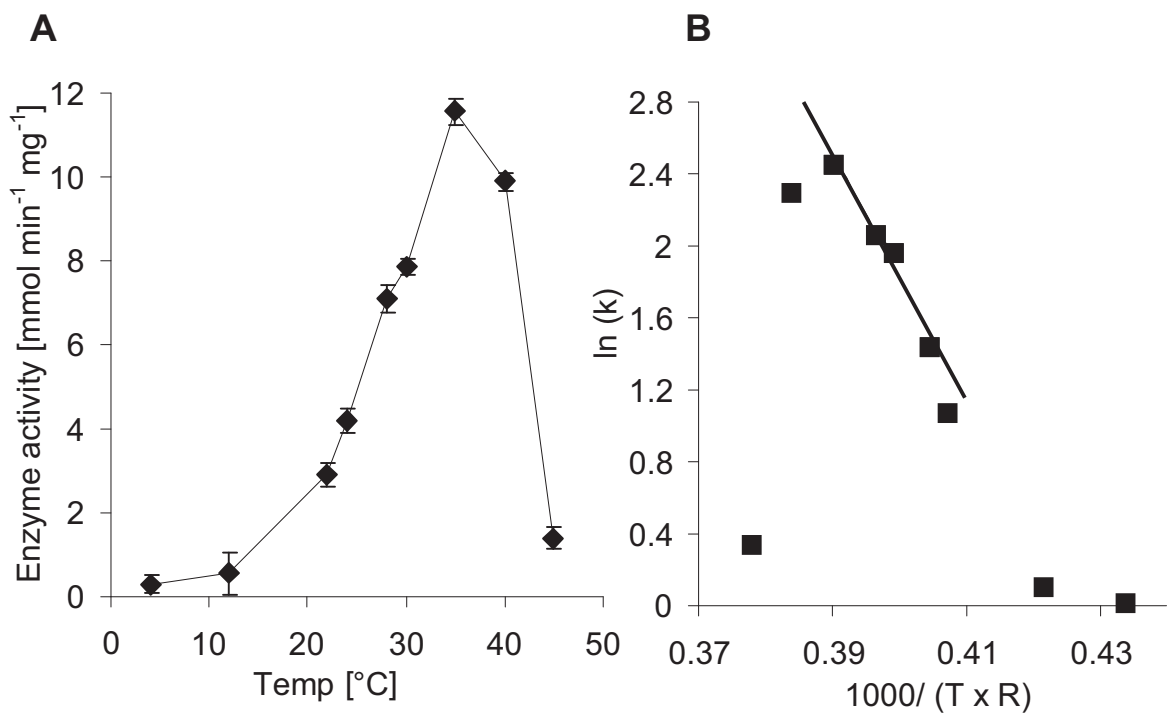 A
Enzyme activity [mmol min⁻¹ mg⁻¹]
12
10
8
6
4
2
0
0 10 20 30 40 50
Temp [°C]
B
ln (k)
2.8
2.4
2
1.6
1.2
0.8
0.4
0
0.37 0.39 0.41 0.43
1000/ (T x R)